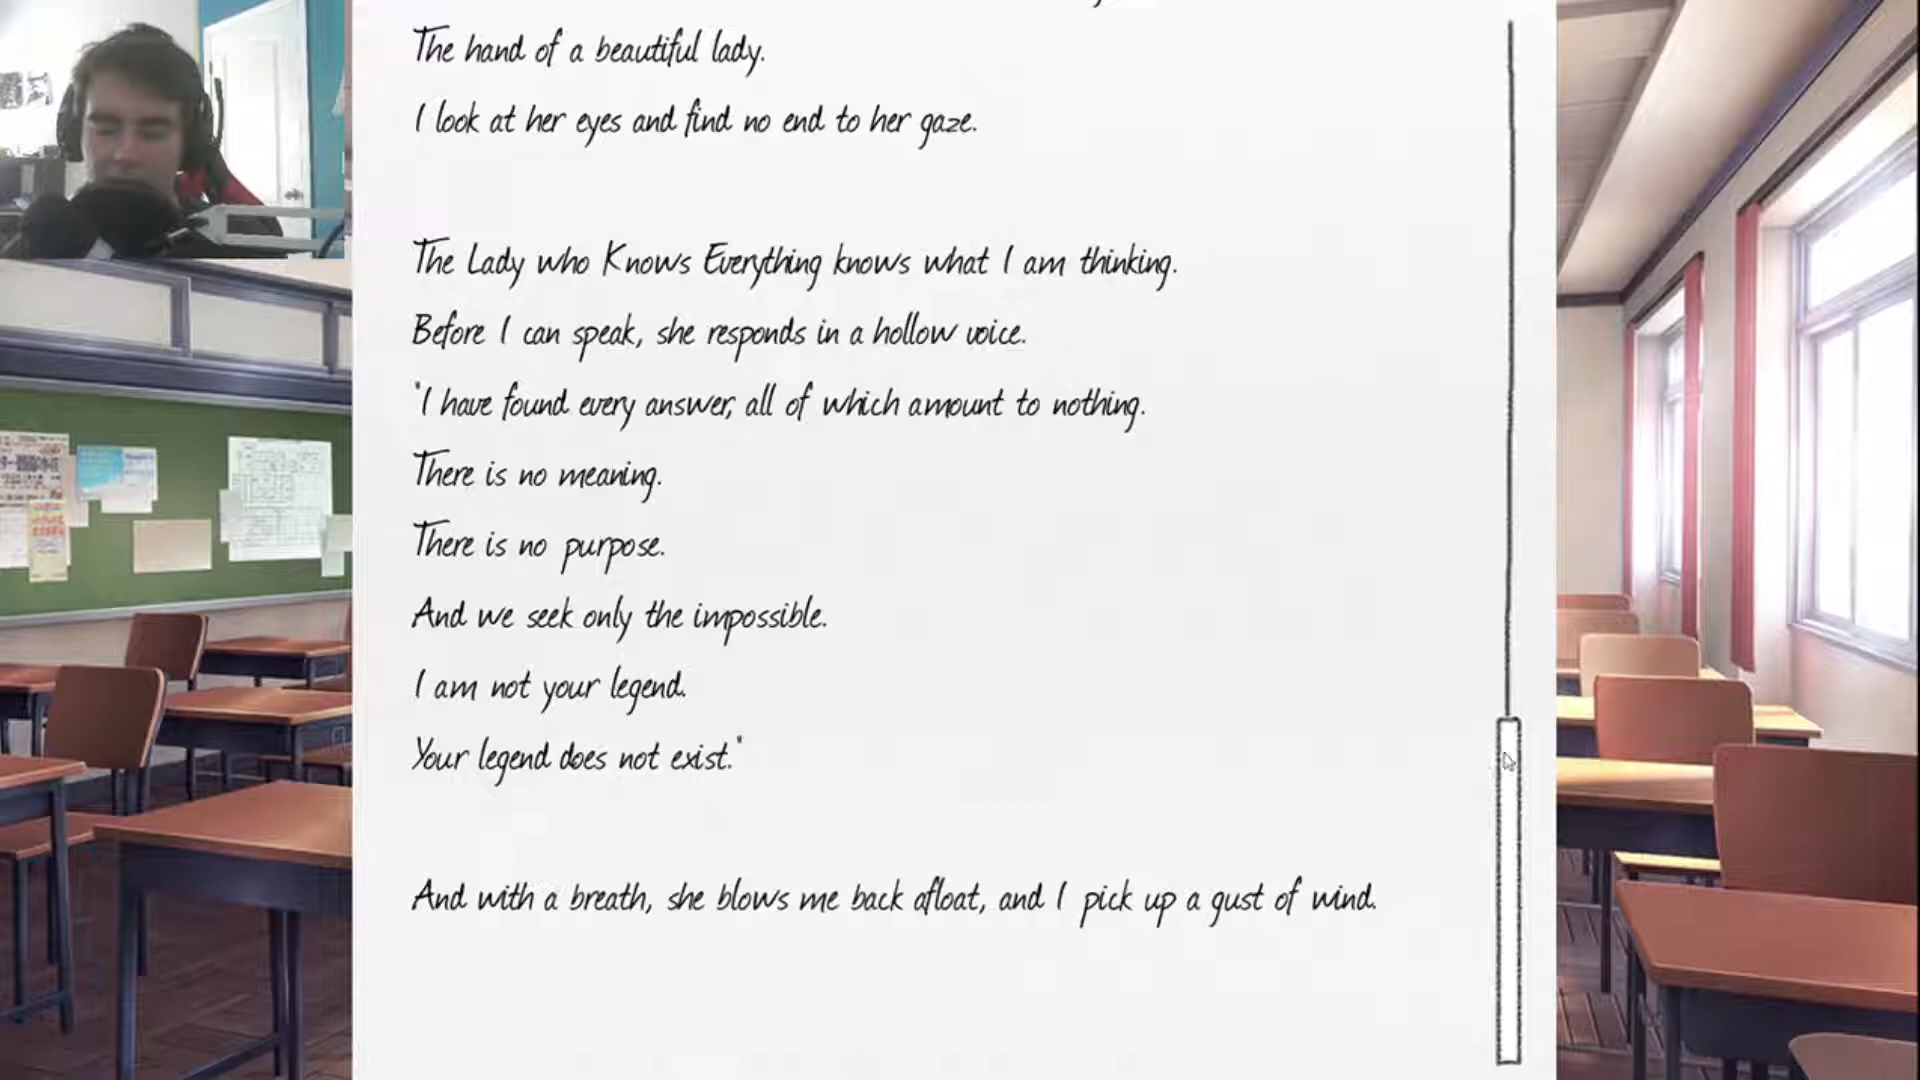 The hand of a beautiful lady.
I look at her eyes and find no end to her gaze.
The Lady who Knows Everything knows what I am thinking.
Before I can speak, she responds in a hollow voice.
"I have found every answer, all of which amount to nothing.
There is no meaning.
There is no purpose.
And we seek only the impossible.
I am not your legend.
Your legend does not exist."
And with a breath, she blows me back afloat, and I pick up a gust of wind.